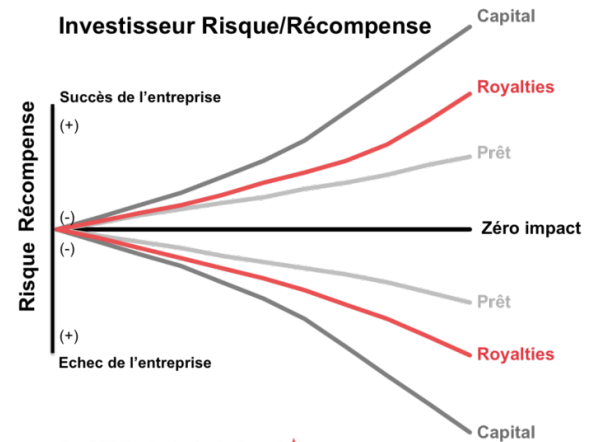 Investisseur Risque/Récompense
Capital
Royalties
Prêt
Succès de l'entreprise
(+)
(-)
Risque Récompense
Zéro impact
(-)
(+)
Echec de l'entreprise
Prêt
Royalties
Capital